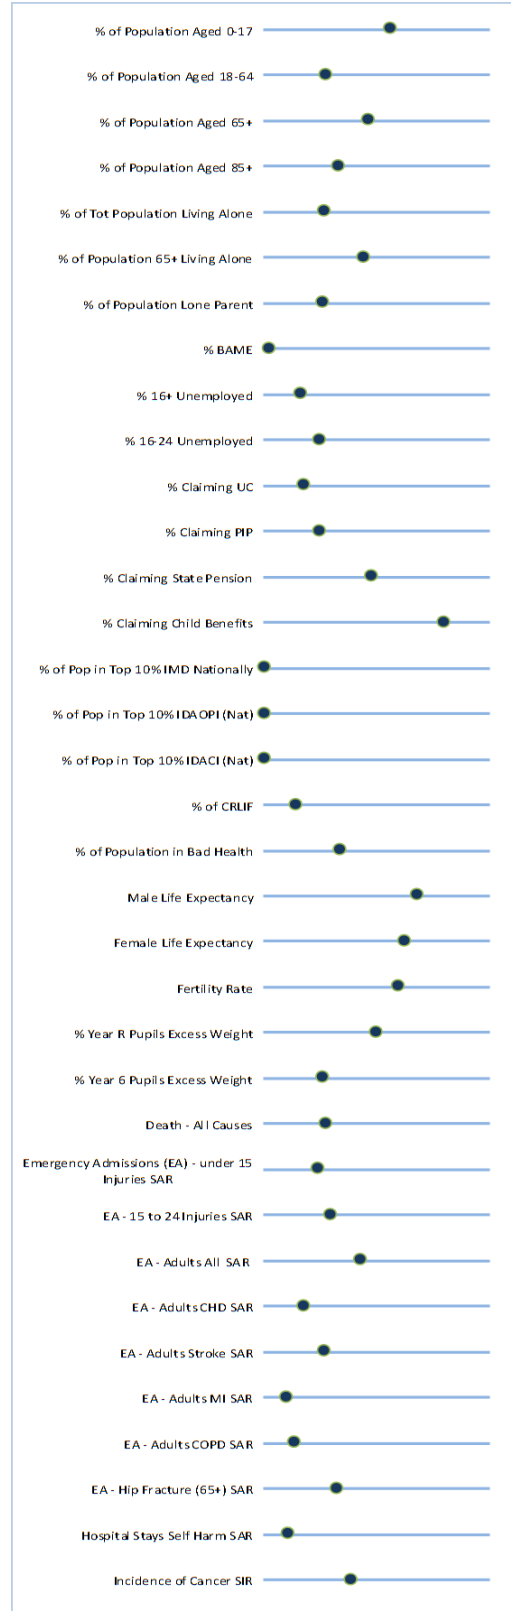 % of Population Aged 0-17
% of Population Aged 18-64
% of Population Aged 65+
% of Population Aged 85+
% of Tot Population Living Alone
% of Population 65+ Living Alone
% of Population Lone Parent
% BAME
% 16+ Unemployed
% 16-24 Unemployed
% Claiming UC
% Claiming PIP
% Claiming State Pension
% Claiming Child Benefits
% of Pop in Top 10% IMD Nationally
% of Pop in Top 10% IDAOPI (Nat)
% of Pop in Top 10% IDACI (Nat)
% of CRLIF
% of Population in Bad Health
Male Life Expectancy
Female Life Expectancy
Fertility Rate
% Year R Pupils Excess Weight
% Year 6 Pupils Excess Weight
Death - All Causes
Emergency Admissions (EA) - under 15
Injuries SAR
EA - 15 to 24 Injuries SAR
EA - Adults All SAR
EA - Adults CHD SAR
EA - Adults Stroke SAR
EA - Adults MI SAR
EA - Adults COPD SAR
EA - Hip Fracture (65+) SAR
Hospital Stays Self Harm SAR
Incidence of Cancer SIR